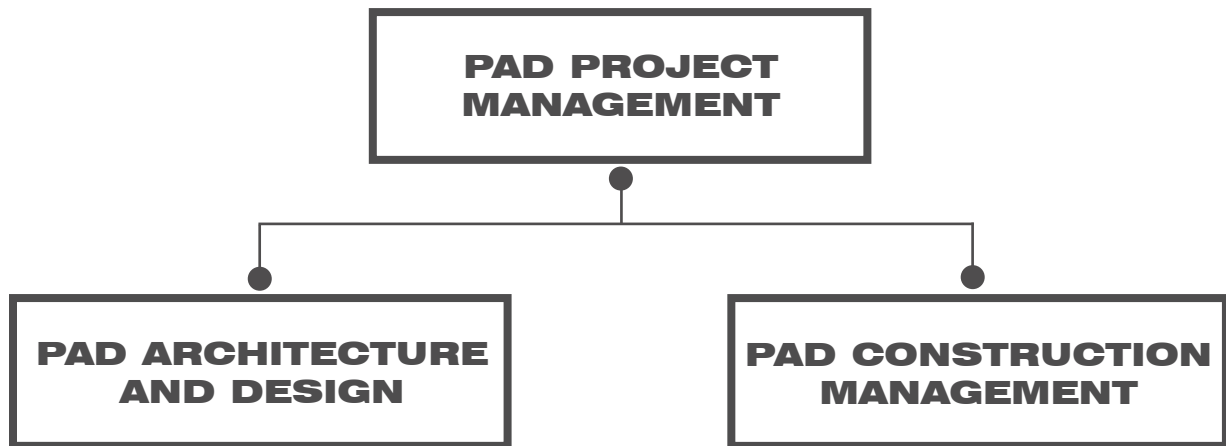 PAD PROJECT
MANAGEMENT
PAD ARCHITECTURE
AND DESIGN
PAD CONSTRUCTION
MANAGEMENT